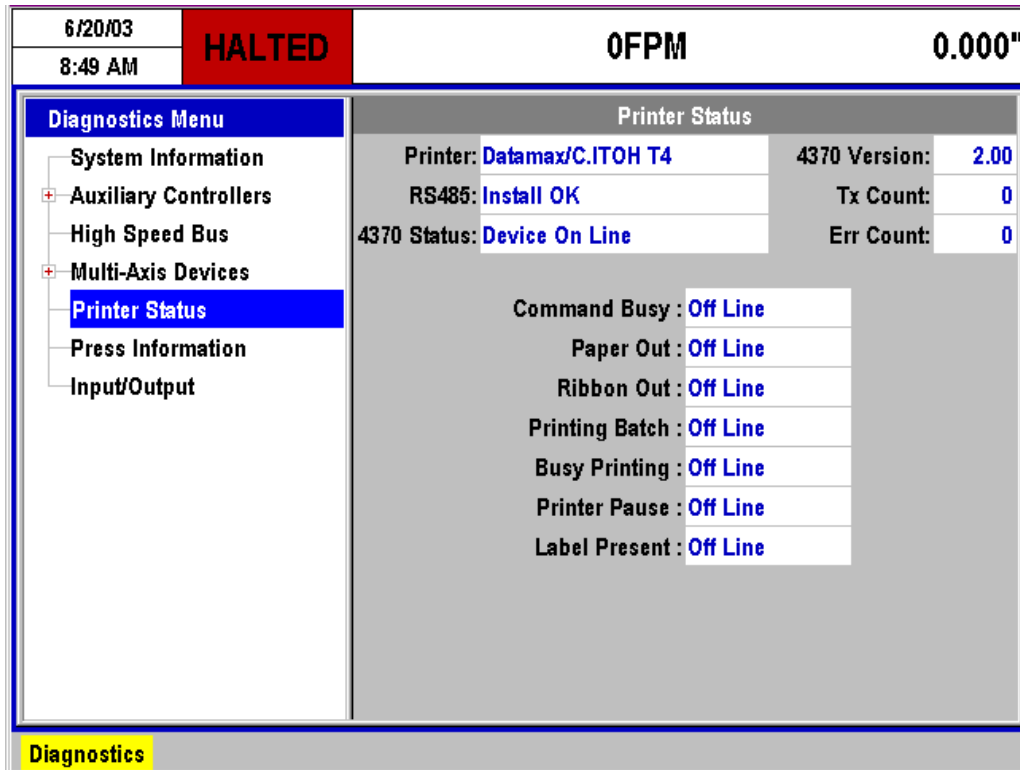 6/20/03
8:49 AM
HALTED
0FPM
0.000"
Diagnostics Menu
System Information
Auxiliary Controllers
High Speed Bus
Multi-Axis Devices
Printer Status
Press Information
Input/Output
Printer Status
Printer: Datamax/C.ITOH T4 4370 Version: 2.00
RS485: Install OK Tx Count: 0
4370 Status: Device On Line Err Count: 0
Command Busy : Off Line
Paper Out : Off Line
Ribbon Out : Off Line
Printing Batch : Off Line
Busy Printing : Off Line
Printer Pause : Off Line
Label Present : Off Line
Diagnostics